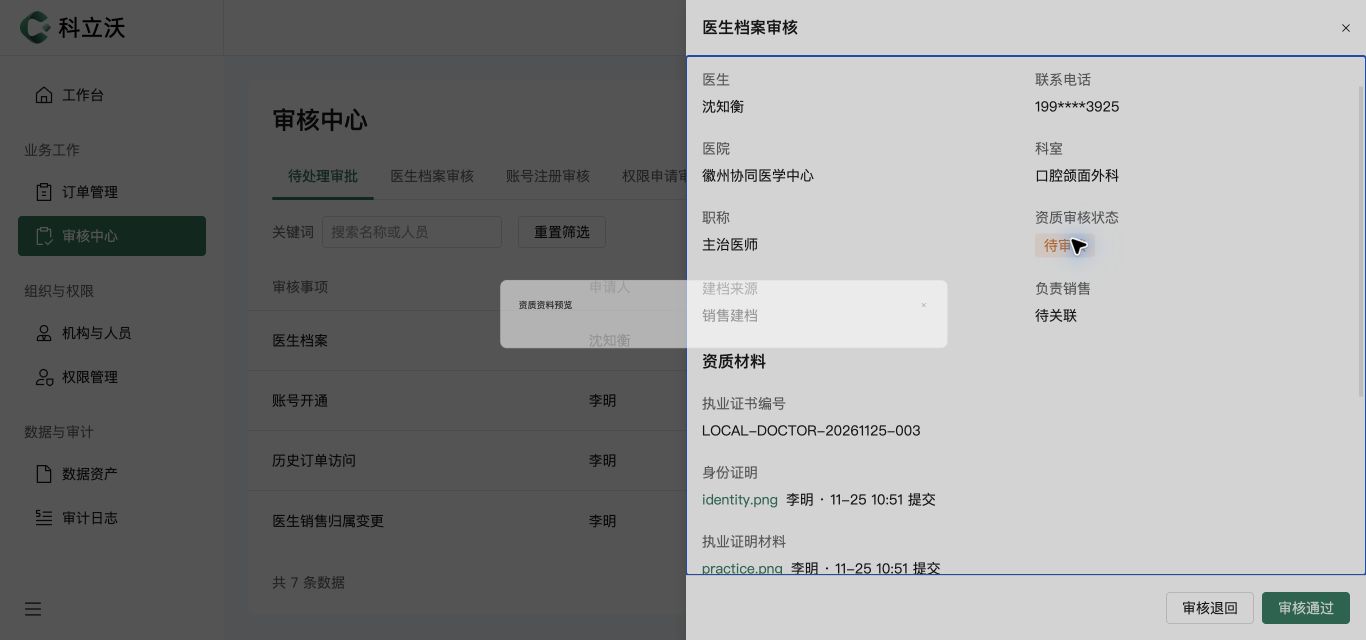 科立沃
工作台
业务工作
订单管理
审核中心
组织与权限
机构与人员
权限管理
数据与审计
数据资产
审计日志
审核中心
待处理审批 医生档案审核 账号注册审核 权限申请审
关键词 搜索名称或人员 重置筛选
审核事项 申请人
医生档案 沈知衡
账号开通 李明
历史订单访问 李明
医生销售归属变更 李明
共 7 条数据
资质资料预览 ×
医生档案审核 ×
医生 联系电话
沈知衡 199****3925
医院 科室
徽州协同医学中心 口腔颌面外科
职称 资质审核状态
主治医师 待审
建档来源 负责销售
销售建档 待关联
资质材料
执业证书编号
LOCAL-DOCTOR-20261125-003
身份证明
identity.png 李明 · 11-25 10:51 提交
执业证明材料
practice.png 李明 · 11-25 10:51 提交
审核退回 审核通过